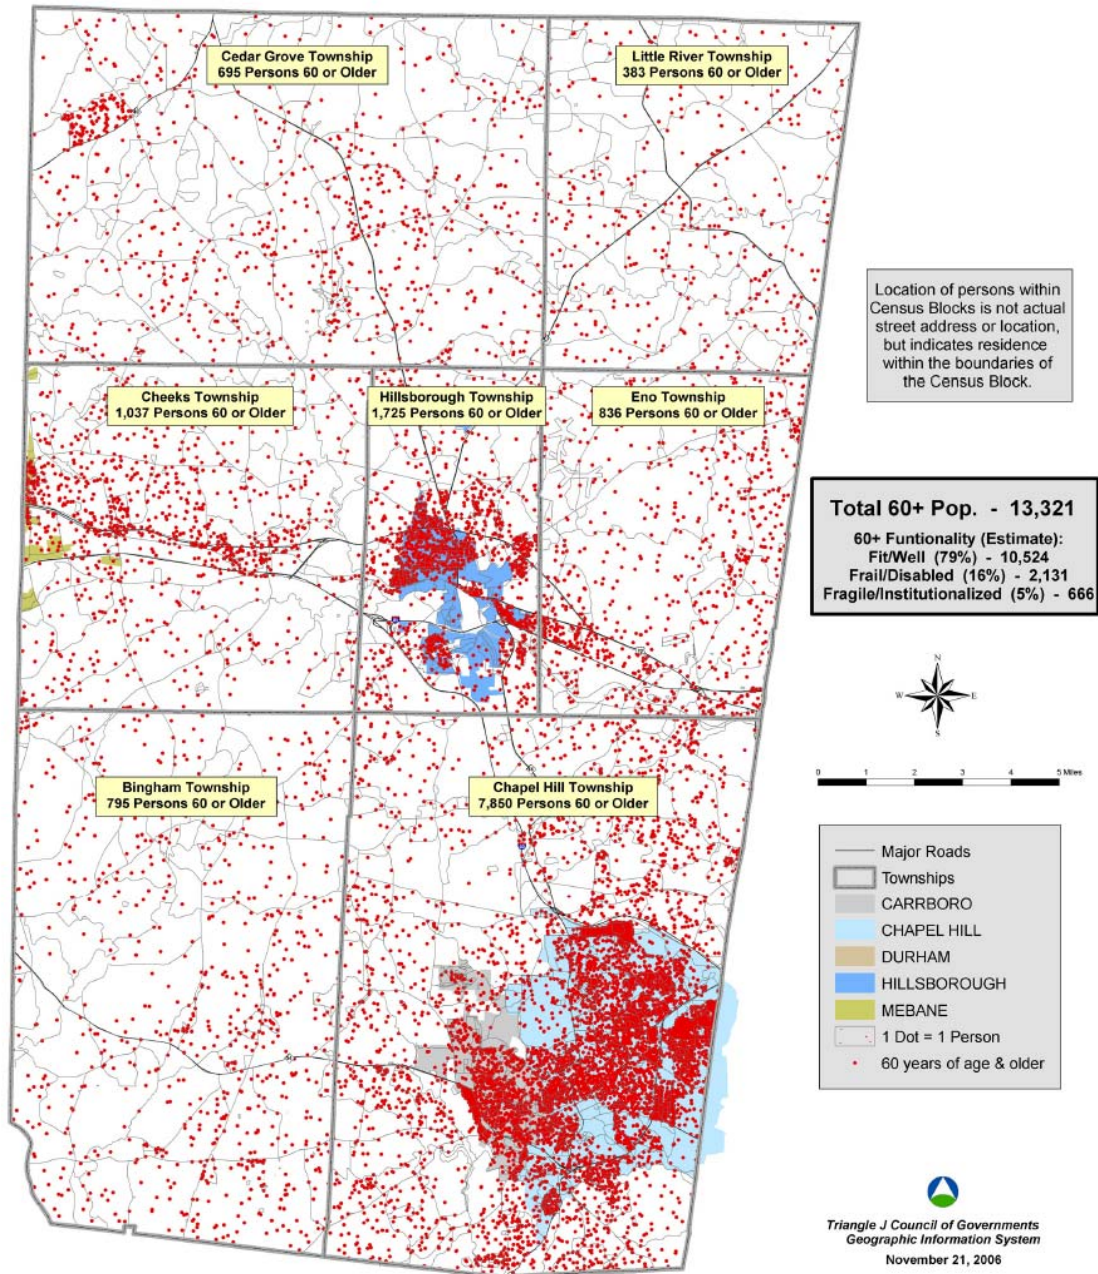 Cedar Grove Township
695 Persons 60 or Older
Little River Township
383 Persons 60 or Older
Location of persons within
Census Blocks is not actual
street address or location,
but indicates residence
within the boundaries of
the Census Block.
Cheeks Township
1,037 Persons 60 or Older
Hillsborough Township
1,725 Persons 60 or Older
Eno Township
836 Persons 60 or Older
Total 60+ Pop. - 13,321
60+ Funtionality (Estimate):
Fit/Well (79%) - 10,524
Frail/Disabled (16%) - 2,131
Fragile/Institutionalized (5%) - 666
N
W E
S
0 1 2 3 4 5 Miles
Bingham Township
795 Persons 60 or Older
Chapel Hill Township
7,850 Persons 60 or Older
Major Roads
Townships
CARRBORO
CHAPEL HILL
DURHAM
HILLSBOROUGH
MEBANE
1 Dot = 1 Person
60 years of age & older
Triangle J Council of Governments
Geographic Information System
November 21, 2006